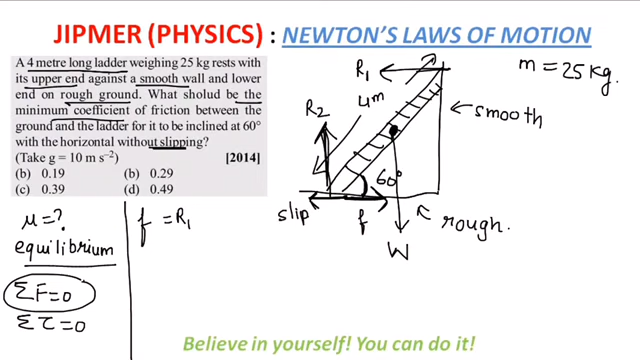 JIPMER (PHYSICS) : NEWTON'S LAWS OF MOTION
A 4 metre long ladder weighing 25 kg rests with
its upper end against a smooth wall and lower
end on rough ground. What sholud be the
minimum coefficient of friction between the
ground and the ladder for it to be inclined at 60°
with the horizontal without slipping?
(Take g = 10 m s⁻²) [2014]
(b) 0.19 (b) 0.29
(c) 0.39 (d) 0.49
R₁
m = 25 kg.
4m
R₂
smooth
60°
slip
f
rough.
W
μ = ?
equilibrium
ΣF = 0
Στ = 0
f = R₁
Believe in yourself! You can do it!